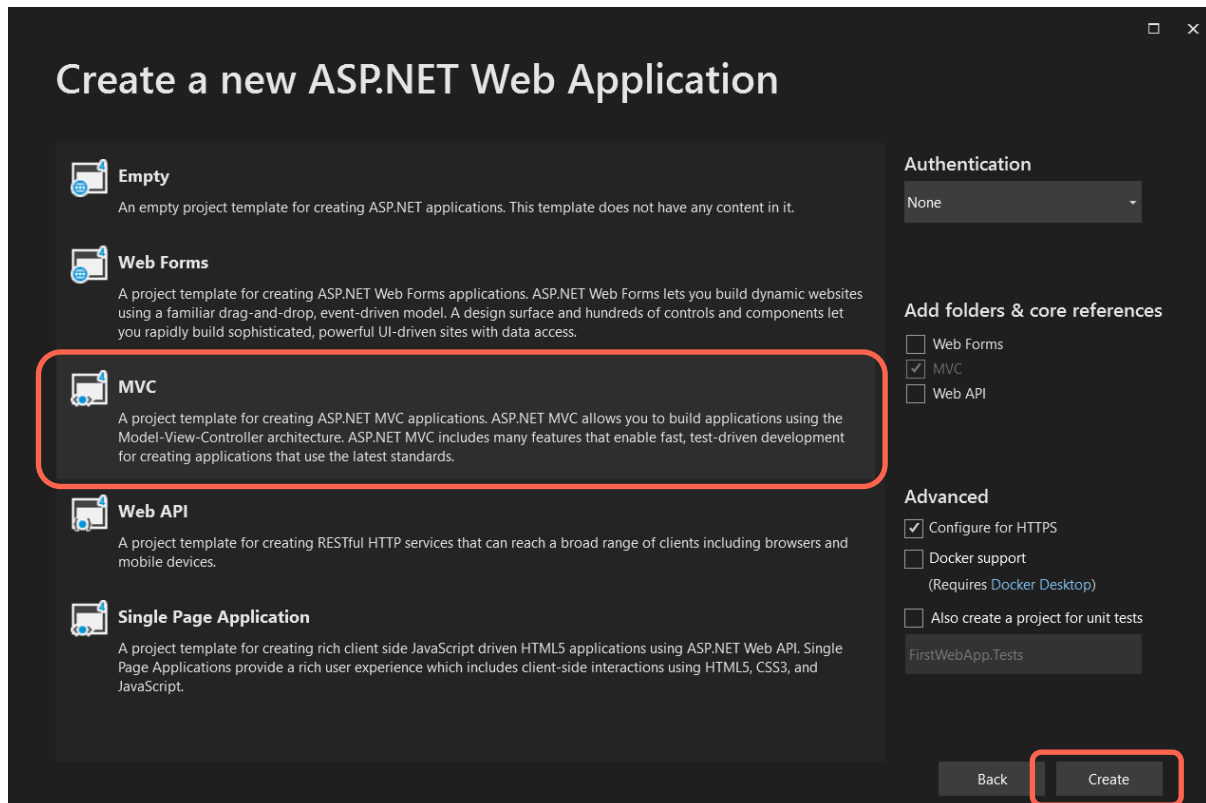 Create a new ASP.NET Web Application
Empty
An empty project template for creating ASP.NET applications. This template does not have any content in it.
Web Forms
A project template for creating ASP.NET Web Forms applications. ASP.NET Web Forms lets you build dynamic websites
using a familiar drag-and-drop, event-driven model. A design surface and hundreds of controls and components let
you rapidly build sophisticated, powerful UI-driven sites with data access.
MVC
A project template for creating ASP.NET MVC applications. ASP.NET MVC allows you to build applications using the
Model-View-Controller architecture. ASP.NET MVC includes many features that enable fast, test-driven development
for creating applications that use the latest standards.
Web API
A project template for creating RESTful HTTP services that can reach a broad range of clients including browsers and
mobile devices.
Single Page Application
A project template for creating rich client side JavaScript driven HTML5 applications using ASP.NET Web API. Single
Page Applications provide a rich user experience which includes client-side interactions using HTML5, CSS3, and
JavaScript.
Authentication
None
Add folders & core references
Web Forms
MVC
Web API
Advanced
Configure for HTTPS
Docker support
(Requires Docker Desktop)
Also create a project for unit tests
FirstWebApp.Tests
Back
Create